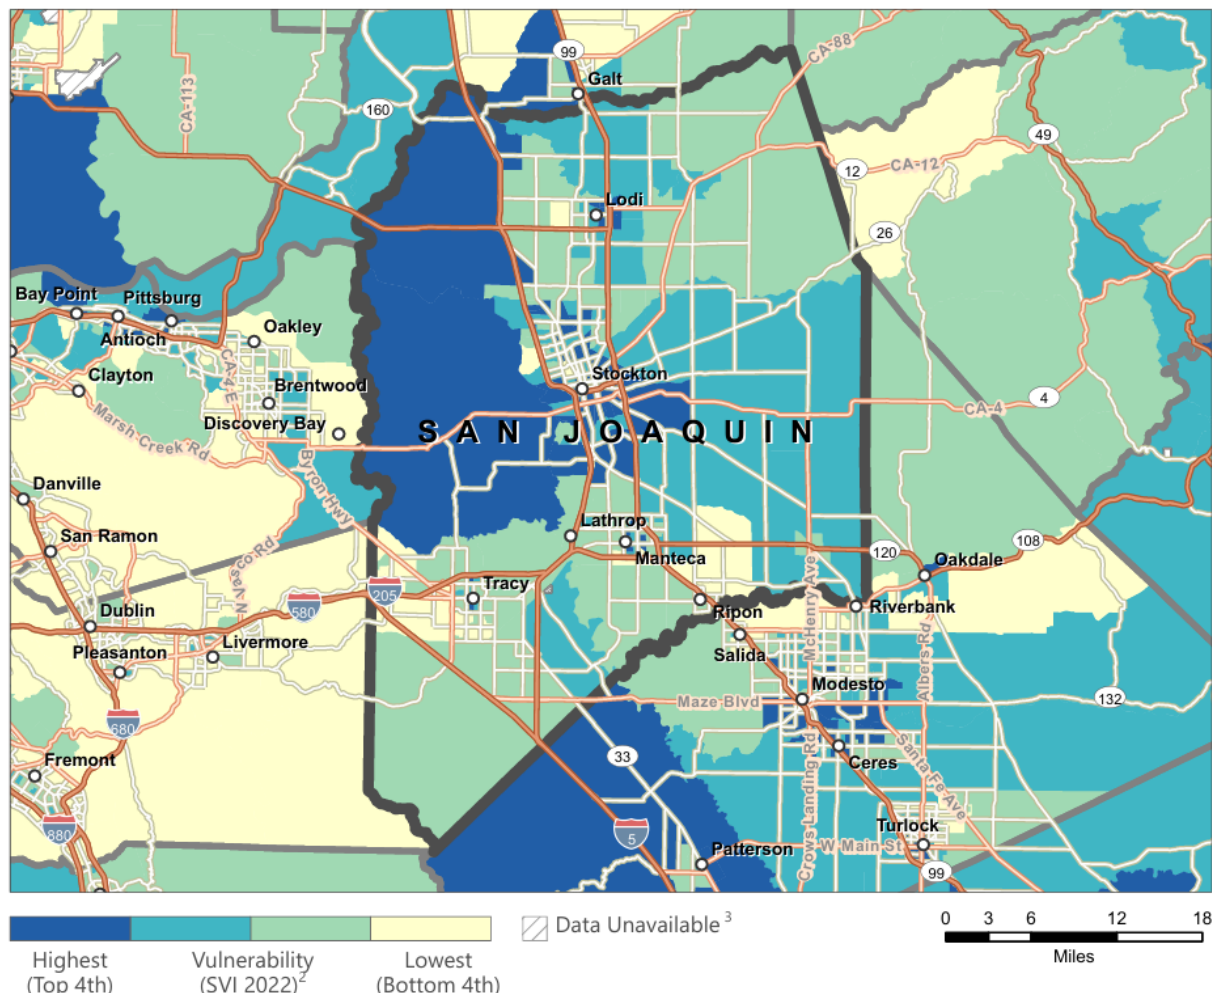 CA-88
99
Galt
CA-113
160
49
12
CA-12
Lodi
26
Bay Point
Pittsburg
Antioch
Oakley
CA-4 E
Clayton
Brentwood
Stockton
4
CA-4
Discovery Bay
Marsh Creek Rd
SAN JOAQUIN
Byron Hwy
Danville
San Ramon
Lathrop
Manteca
120
108
Oakdale
Tracy
205
580
McHenry Ave
Dublin
Ripon
Riverbank
Livermore
Pleasanton
Salida
Albers Rd
Modesto
Maze Blvd
132
680
33
Ceres
Santa Fe Ave
Fremont
Crows Landing Rd
880
5
Turlock
Patterson
W Main St
99
Highest
(Top 4th)
Vulnerability
(SVI 2022)2
Lowest
(Bottom 4th)
Data Unavailable 3
0 3 6 12 18
Miles